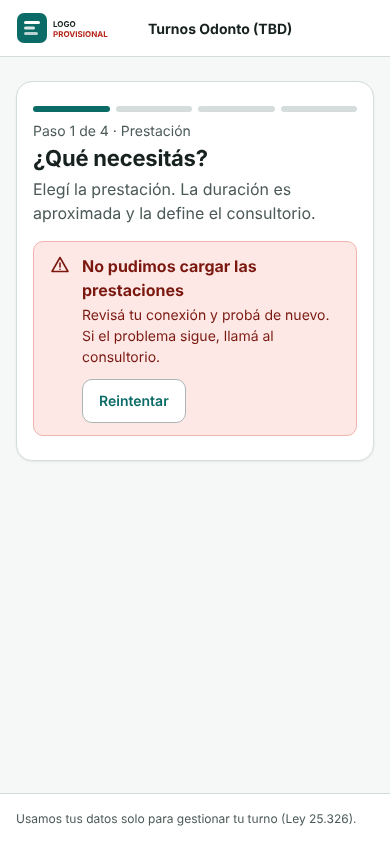 LOGO
PROVISIONAL
Turnos Odonto (TBD)
Paso 1 de 4 · Prestación
¿Qué necesitás?
Elegí la prestación. La duración es
aproximada y la define el consultorio.
No pudimos cargar las
prestaciones
Revisá tu conexión y probá de nuevo.
Si el problema sigue, llamá al
consultorio.
Reintentar
Usamos tus datos solo para gestionar tu turno (Ley 25.326).